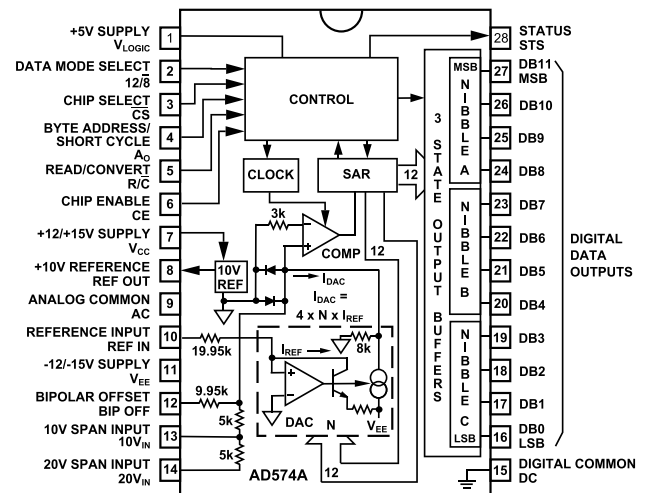 +5V SUPPLY
VLOGIC
1
DATA MODE SELECT
12/8
2
CHIP SELECT
CS
3
BYTE ADDRESS/
SHORT CYCLE
AO
4
READ/CONVERT
R/C
5
CHIP ENABLE
CE
6
+12/+15V SUPPLY
VCC
7
+10V REFERENCE
REF OUT
8
ANALOG COMMON
AC
9
REFERENCE INPUT
REF IN
10
-12/-15V SUPPLY
VEE
11
BIPOLAR OFFSET
BIP OFF
12
10V SPAN INPUT
10VIN
13
20V SPAN INPUT
20VIN
14
CONTROL
CLOCK
SAR
12
3k
COMP
12
10V
REF
IDAC
IDAC =
4 x N x IREF
19.95k
IREF
8k
9.95k
5k
5k
DAC
N
VEE
12
AD574A
3 STATE OUTPUT BUFFERS
MSB
NIBBLE A
NIBBLE B
NIBBLE C
LSB
28
STATUS
STS
27
DB11
MSB
26
DB10
25
DB9
24
DB8
23
DB7
22
DB6
21
DB5
20
DB4
19
DB3
18
DB2
17
DB1
16
DB0
LSB
15
DIGITAL COMMON
DC
DIGITAL
DATA
OUTPUTS